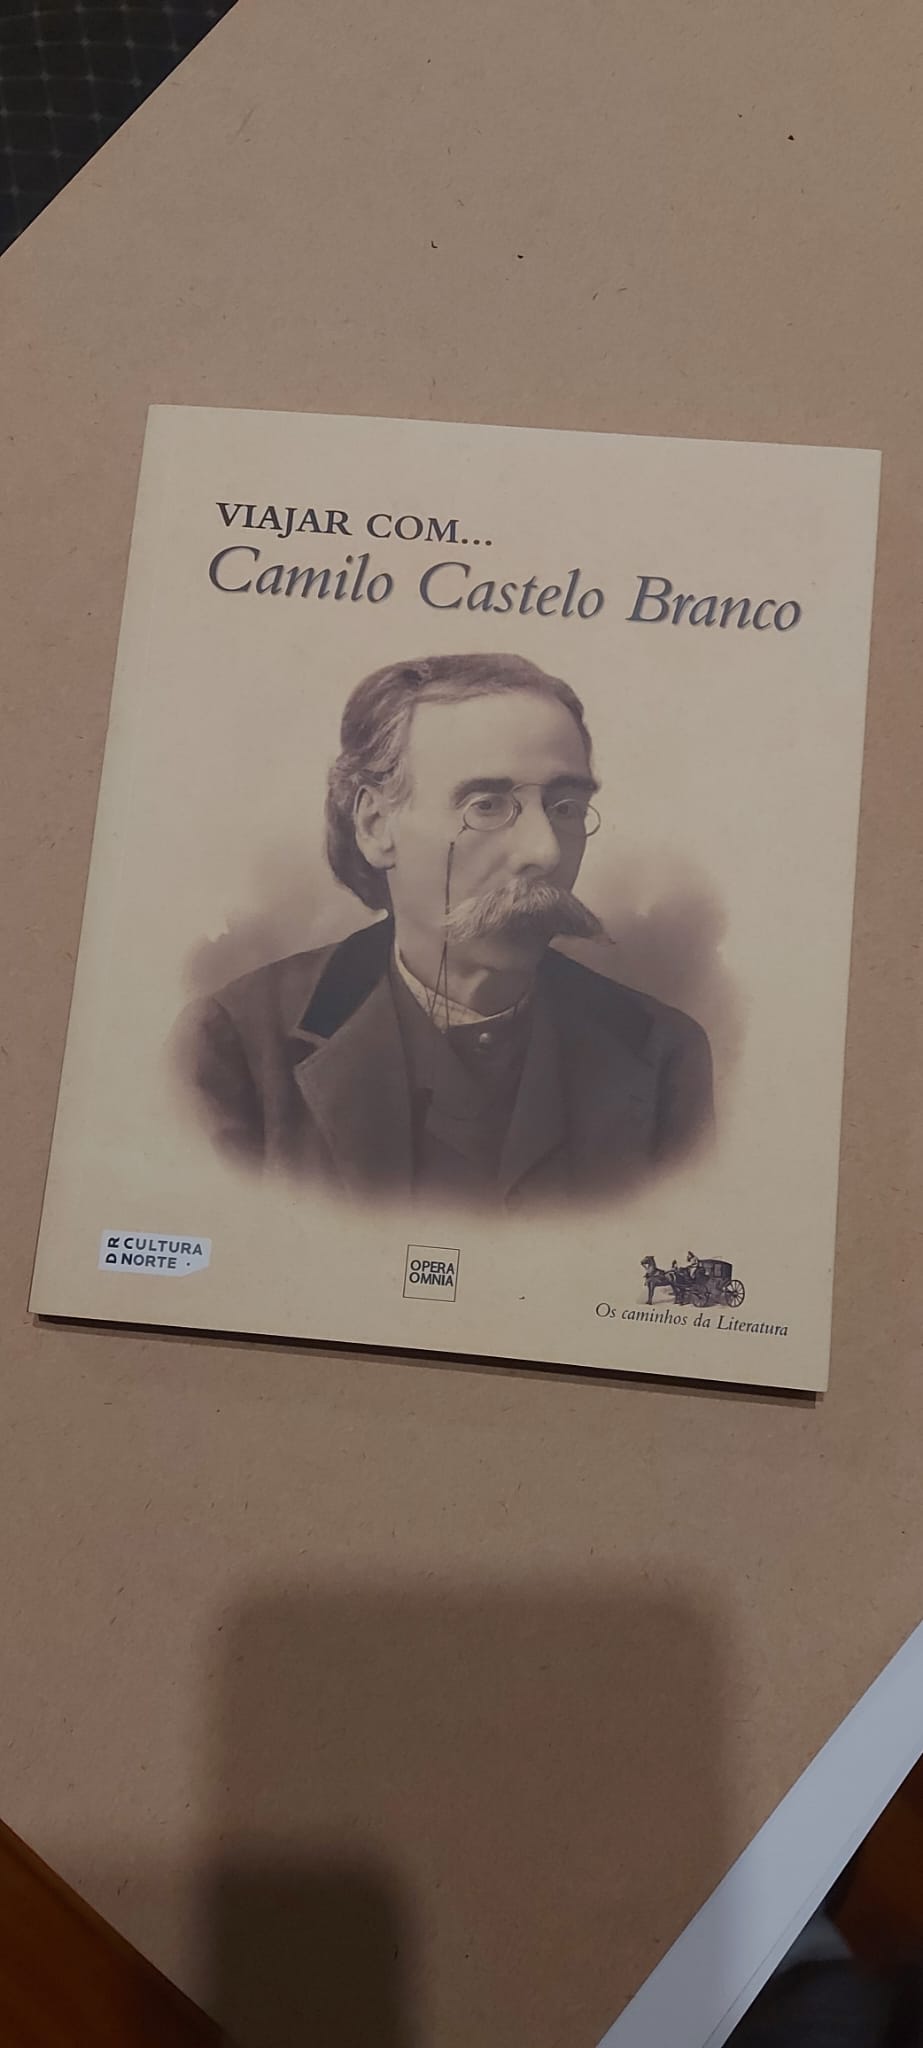 VIAJAR COM...
Camilo Castelo Branco
DR CULTURA
NORTE
OPERA
OMNIA
Os caminhos da Literatura